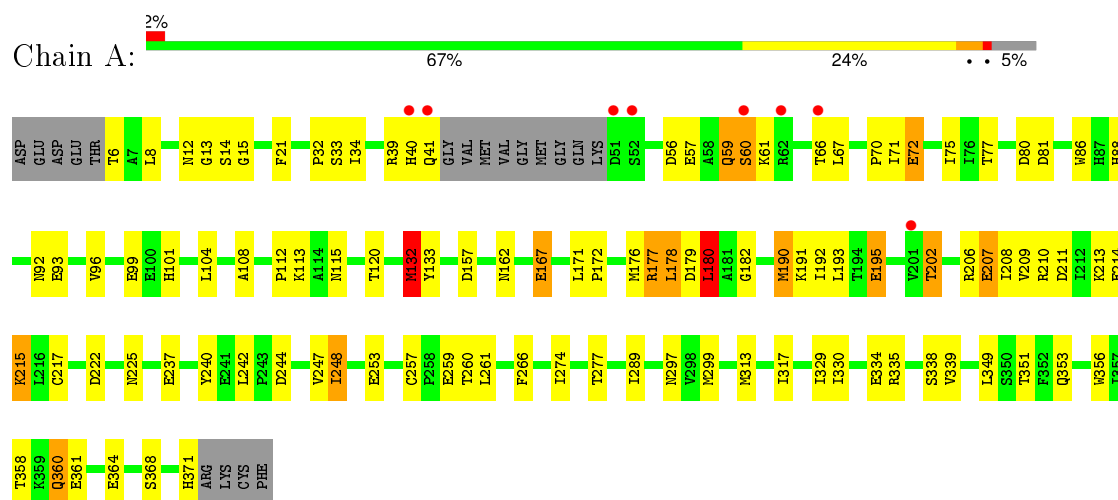 2%
Chain A:
67% 24% • • 5%
ASP GLU ASP GLU THR T6 A7 L8 N12 G13 S14 G15 F21 P32 S33 I34 R39 H40 Q41 GLY VAL MET VAL GLY MET GLY GLN LYS D51 S52 D56 E57 A58 Q59 S60 K61 R62 T66 L67 P70 I71 E72 I75 I76 T77 D80 D81 W86 H87 H88
N92 E93 V96 E99 E100 H101 L104 A108 P112 K113 A114 N115 T120 M132 Y133 D157 N162 E167 L171 P172 M176 R177 L178 D179 L180 A181 G182 M190 K191 I192 L193 T194 E195 V201 T202 R206 E207 I208 V209 R210 D211 I212 K213
K215 L216 C217 D222 N225 E237 Y240 E241 L242 P243 D244 V247 I248 E253 C257 P258 E259 T260 L261 F266 I274 T277 I289 N297 V298 M299 M313 I317 I329 I330 E334 R335 S338 V339 L349 S350 T351 F352 Q353 W356 I357
T358 K359 Q360 E361 E364 S368 H371 ARG LYS CYS PHE